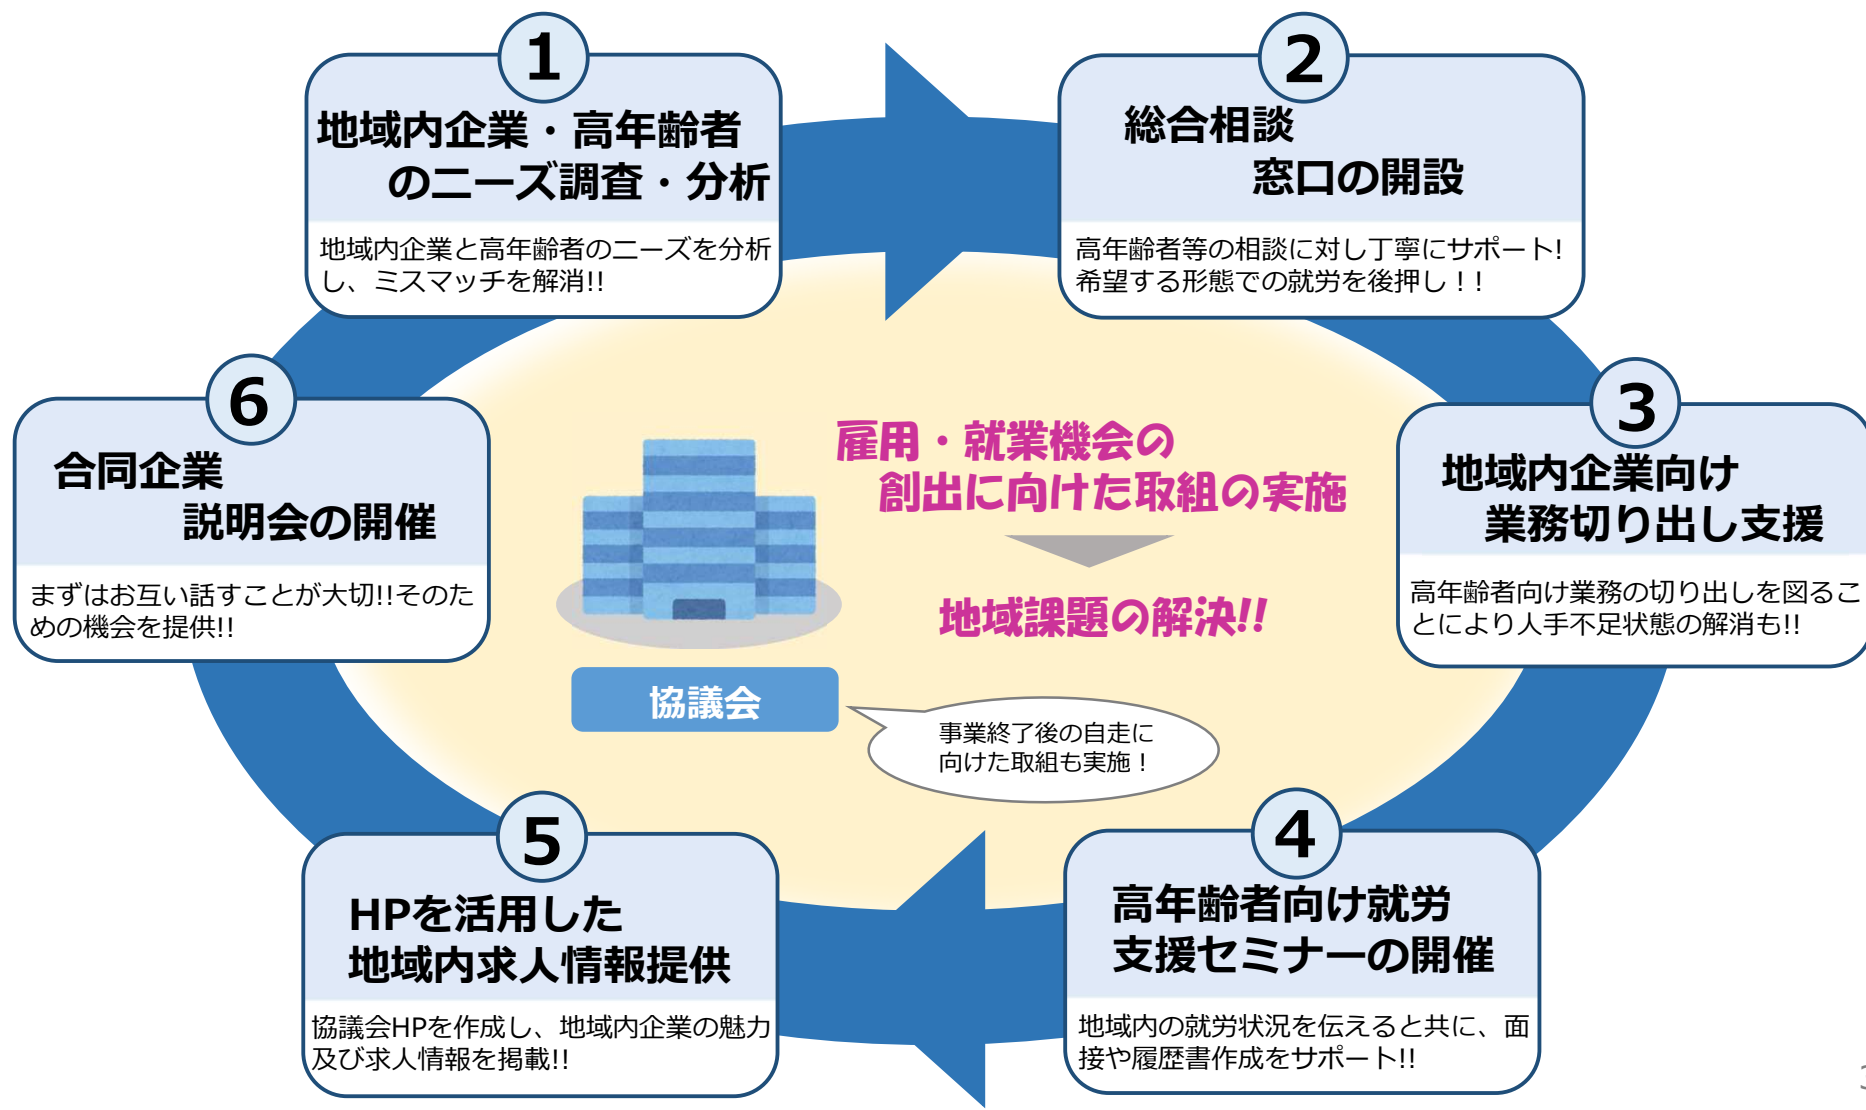 1
地域内企業・高年齢者
のニーズ調査・分析
地域内企業と高年齢者のニーズを分析
し、ミスマッチを解消!!
2
総合相談
窓口の開設
高年齢者等の相談に対し丁寧にサポート!
希望する形態での就労を後押し！！
3
地域内企業向け
業務切り出し支援
高年齢者向け業務の切り出しを図るこ
とにより人手不足状態の解消も!!
4
高年齢者向け就労
支援セミナーの開催
地域内の就労状況を伝えると共に、面
接や履歴書作成をサポート!!
5
HPを活用した
地域内求人情報提供
協議会HPを作成し、地域内企業の魅力
及び求人情報を掲載!!
6
合同企業
説明会の開催
まずはお互い話すことが大切!!そのた
めの機会を提供!!
雇用・就業機会の
創出に向けた取組の実施
地域課題の解決!!
協議会
事業終了後の自走に
向けた取組も実施！